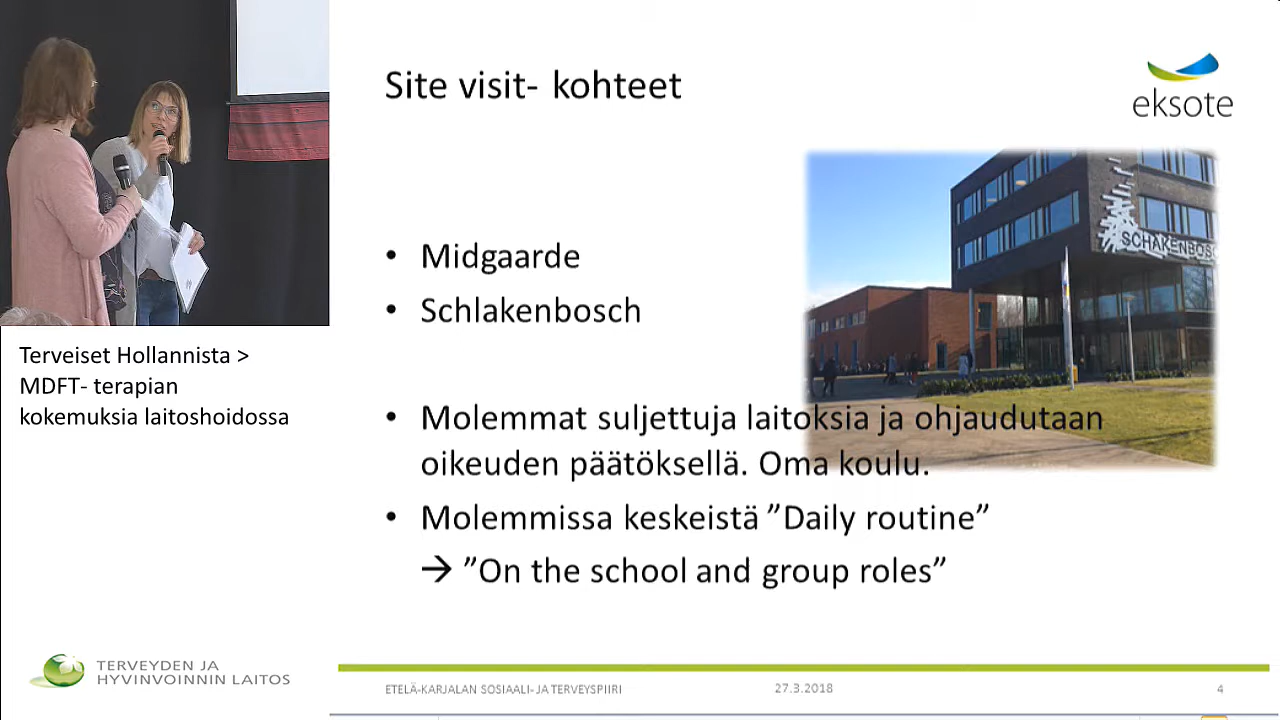 Site visit- kohteet
eksote
• Midgaarde
• Schlakenbosch
SCHAKENBOSC
• Molemmat suljettuja laitoksia ja ohjaudutaan
oikeuden päätöksellä. Oma koulu.
• Molemmissa keskeistä ”Daily routine”
→ ”On the school and group roles”
Terveiset Hollannista >
MDFT- terapian
kokemuksia laitoshoidossa
TERVEYDEN JA
HYVINVOINNIN LAITOS
ETELÄ-KARJALAN SOSIAALI- JA TERVEYSPIIRI
27.3.2018
4